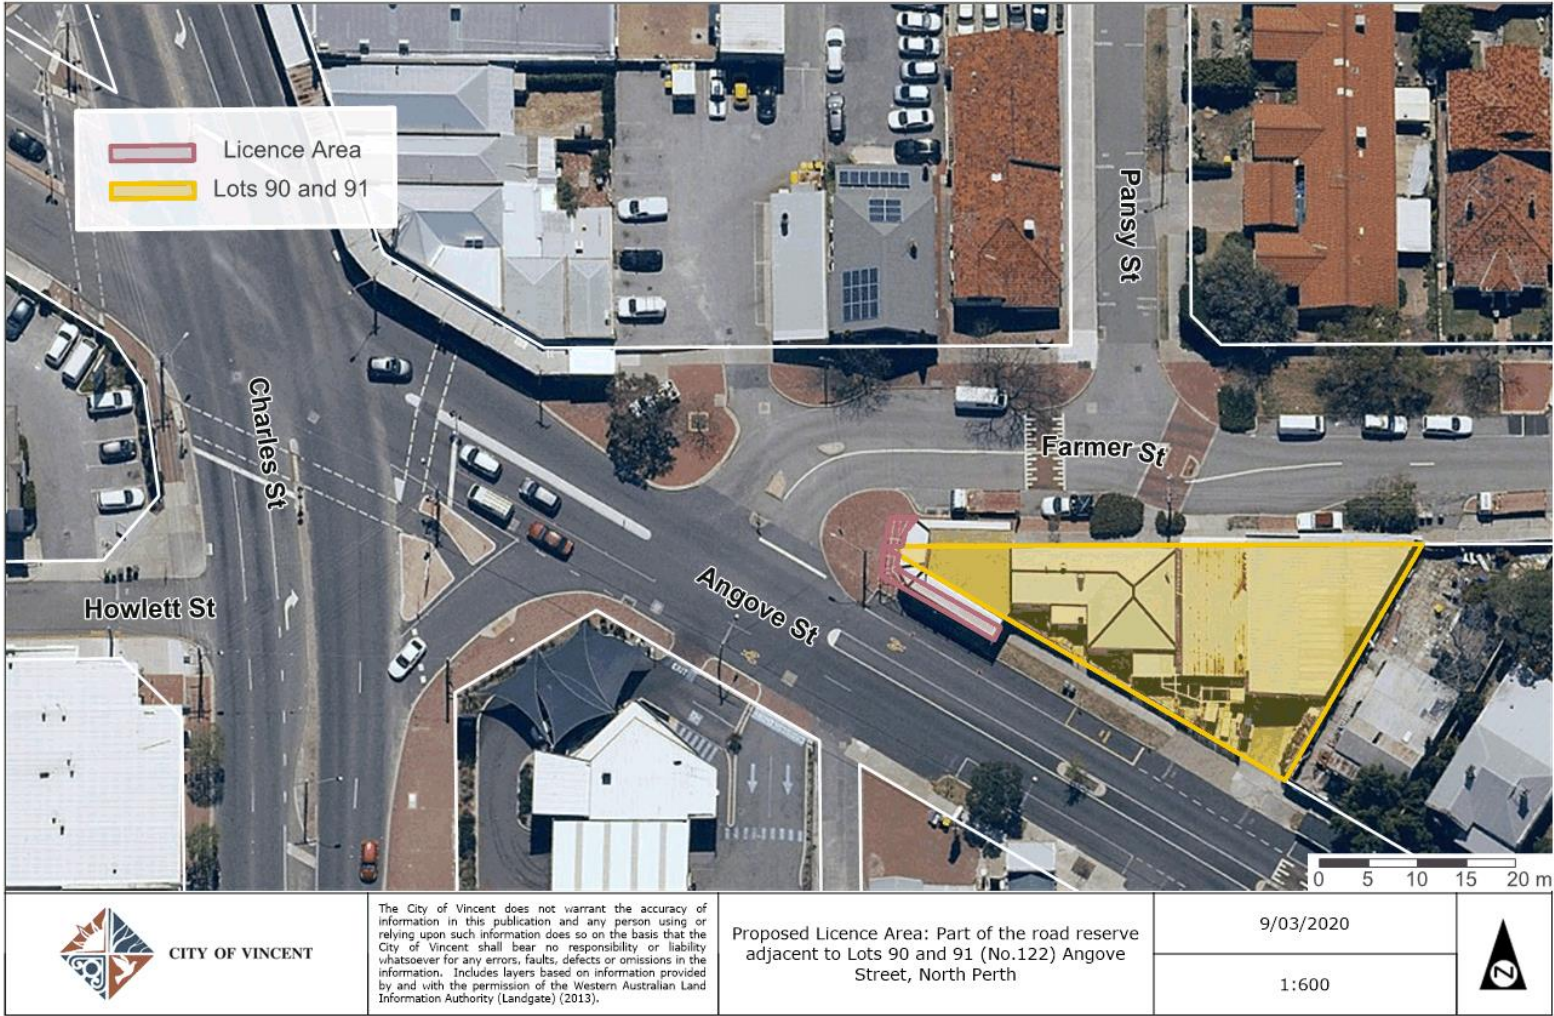 Licence Area
Lots 90 and 91
Pansy St
Farmer St
Charles St
Angove St
Howlett St
0 5 10 15 20 m
CITY OF VINCENT
The City of Vincent does not warrant the accuracy of
information in this publication and any person using or
relying upon such information does so on the basis that the
City of Vincent shall bear no responsibility or liability
whatsoever for any errors, faults, defects or omissions in the
information. Includes layers based on information provided
by and with the permission of the Western Australian Land
Information Authority (Landgate) (2013).
Proposed Licence Area: Part of the road reserve
adjacent to Lots 90 and 91 (No.122) Angove
Street, North Perth
9/03/2020
1:600
N